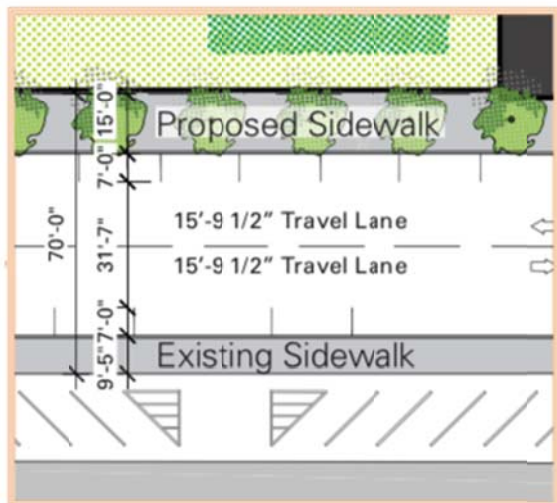 15'-0"
Proposed Sidewalk
7'-0"
15'-9 1/2" Travel Lane
70'-0"
31'-7"
15'-9 1/2" Travel Lane
7'-0"
9'-5"
Existing Sidewalk